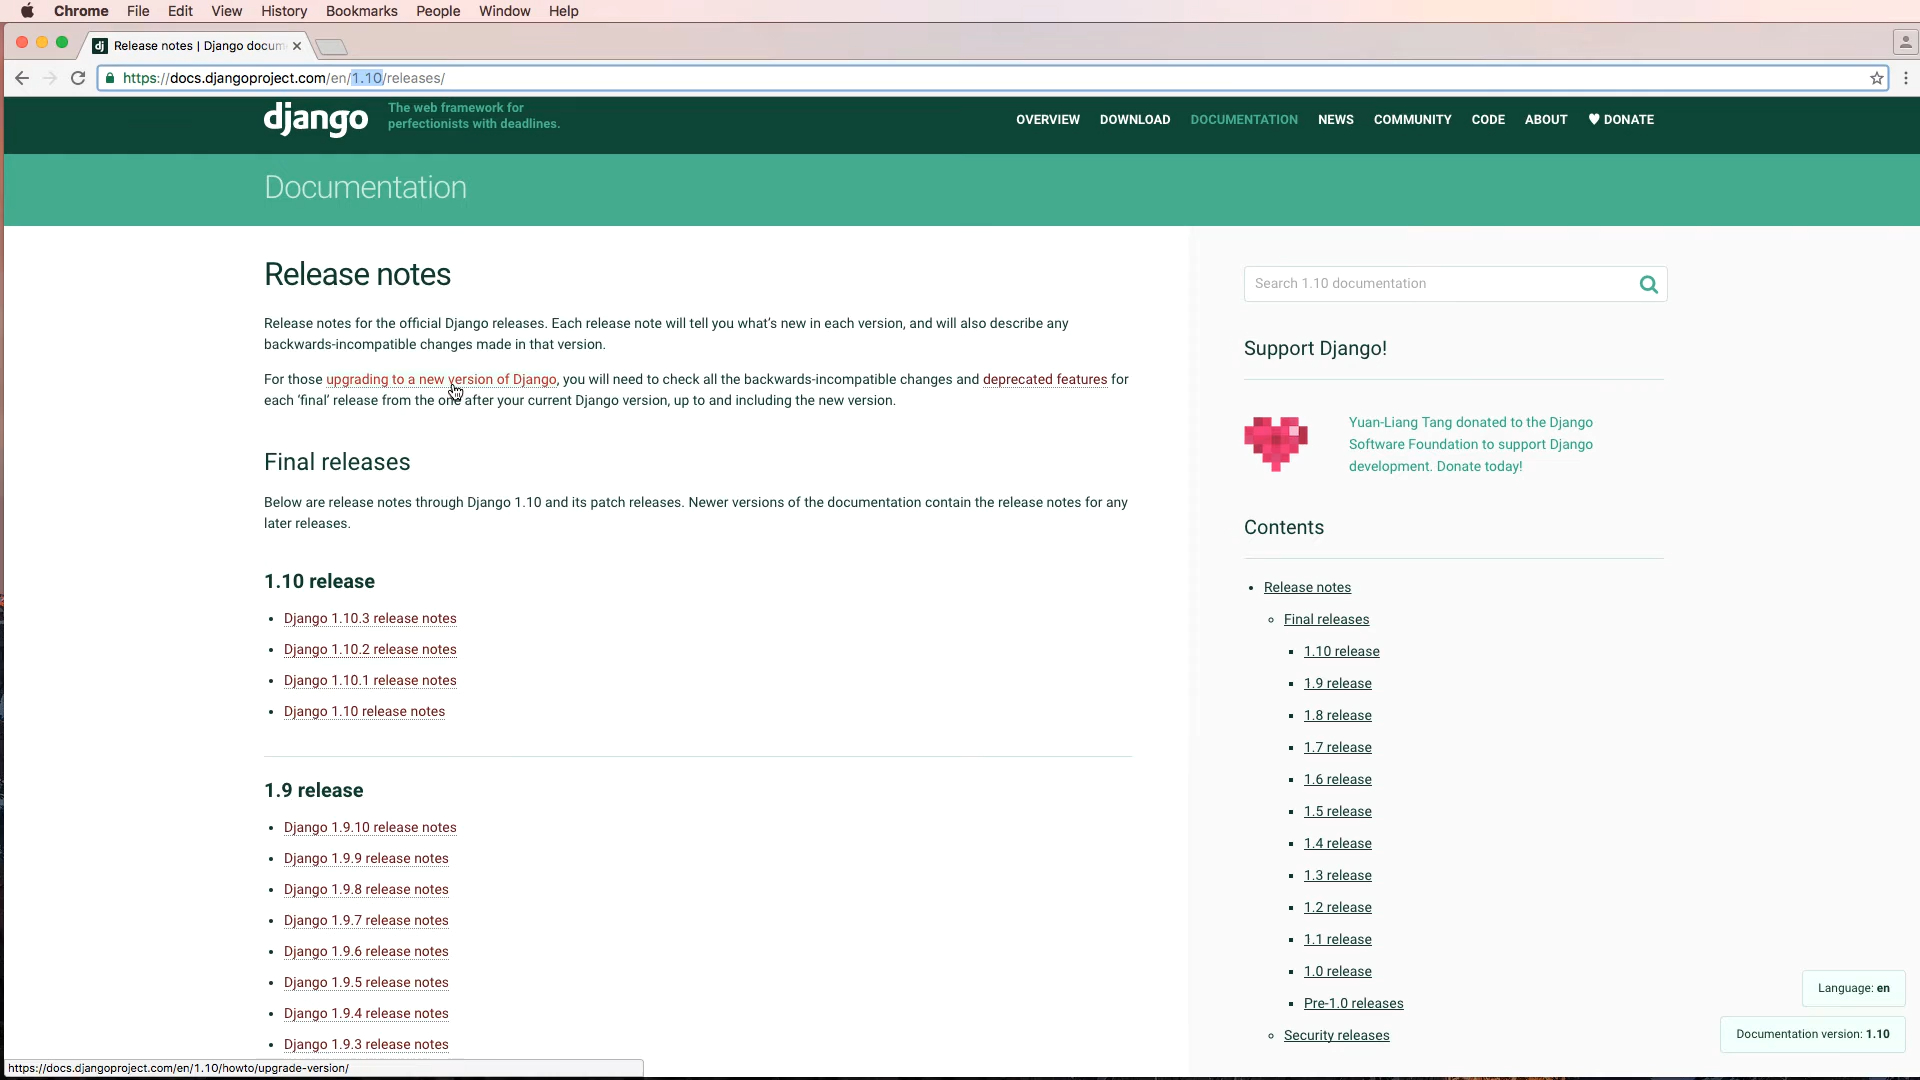 Chrome File Edit View History Bookmarks People Window Help
dj Release notes | Django docum
https://docs.djangoproject.com/en/1.10/releases/
django
The web framework for
perfectionists with deadlines.
OVERVIEW DOWNLOAD DOCUMENTATION NEWS COMMUNITY CODE ABOUT ♥ DONATE
Documentation
Release notes
Release notes for the official Django releases. Each release note will tell you what's new in each version, and will also describe any
backwards-incompatible changes made in that version.
For those upgrading to a new version of Django, you will need to check all the backwards-incompatible changes and deprecated features for
each 'final' release from the one after your current Django version, up to and including the new version.
Final releases
Below are release notes through Django 1.10 and its patch releases. Newer versions of the documentation contain the release notes for any
later releases.
1.10 release
Django 1.10.3 release notes
Django 1.10.2 release notes
Django 1.10.1 release notes
Django 1.10 release notes
1.9 release
Django 1.9.10 release notes
Django 1.9.9 release notes
Django 1.9.8 release notes
Django 1.9.7 release notes
Django 1.9.6 release notes
Django 1.9.5 release notes
Django 1.9.4 release notes
Django 1.9.3 release notes
Search 1.10 documentation
Support Django!
Yuan-Liang Tang donated to the Django
Software Foundation to support Django
development. Donate today!
Contents
Release notes
Final releases
1.10 release
1.9 release
1.8 release
1.7 release
1.6 release
1.5 release
1.4 release
1.3 release
1.2 release
1.1 release
1.0 release
Pre-1.0 releases
Security releases
Language: en
Documentation version: 1.10
https://docs.djangoproject.com/en/1.10/howto/upgrade-version/